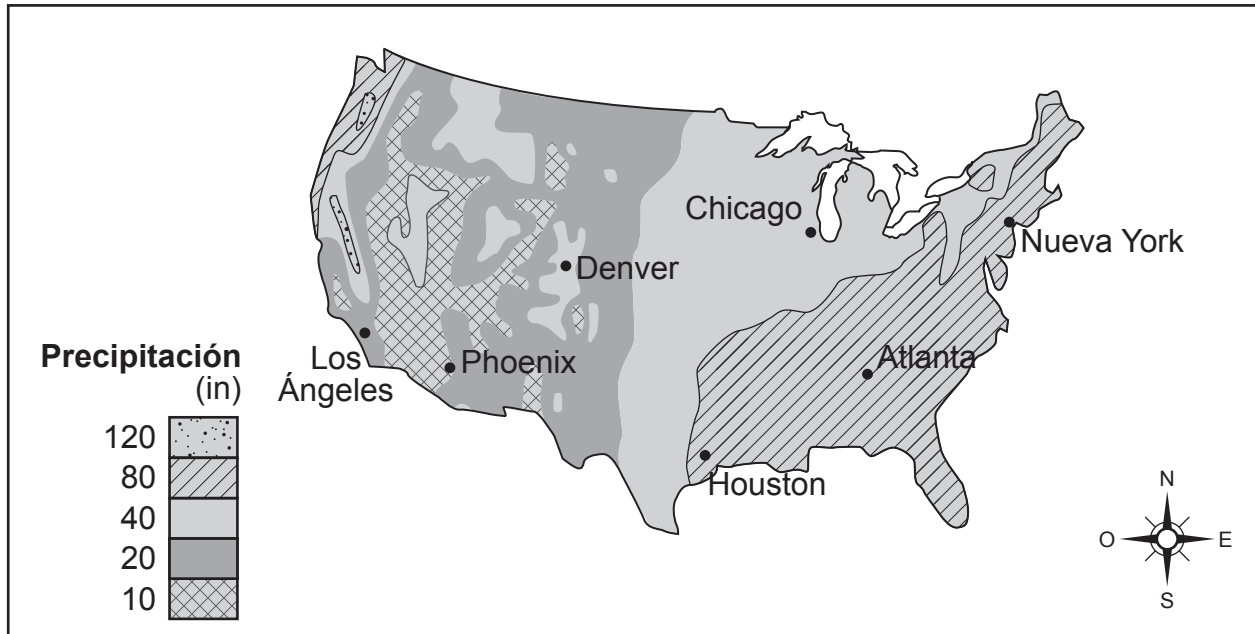 Chicago
Nueva York
Denver
Atlanta
Los
Ángeles
Phoenix
Houston
Precipitación
(in)
120
80
40
20
10
N
O
E
S